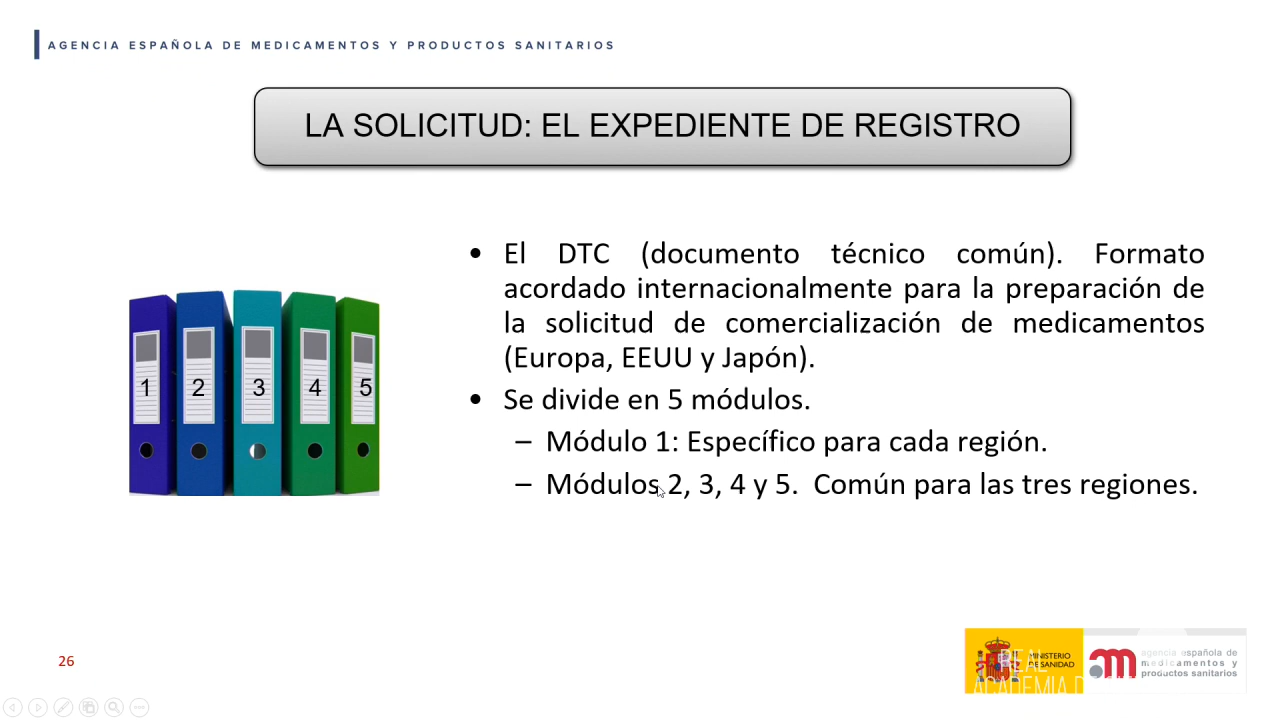 AGENCIA ESPAÑOLA DE MEDICAMENTOS Y PRODUCTOS SANITARIOS
LA SOLICITUD: EL EXPEDIENTE DE REGISTRO
• El DTC (documento técnico común). Formato
acordado internacionalmente para la preparación de
la solicitud de comercialización de medicamentos
(Europa, EEUU y Japón).
• Se divide en 5 módulos.
– Módulo 1: Específico para cada región.
– Módulos 2, 3, 4 y 5.  Común para las tres regiones.
1 2 3 4 5
26
MINISTERIO
DE SANIDAD
agencia española de
medicamentos y
productos sanitarios
REAL
ACADEMIA